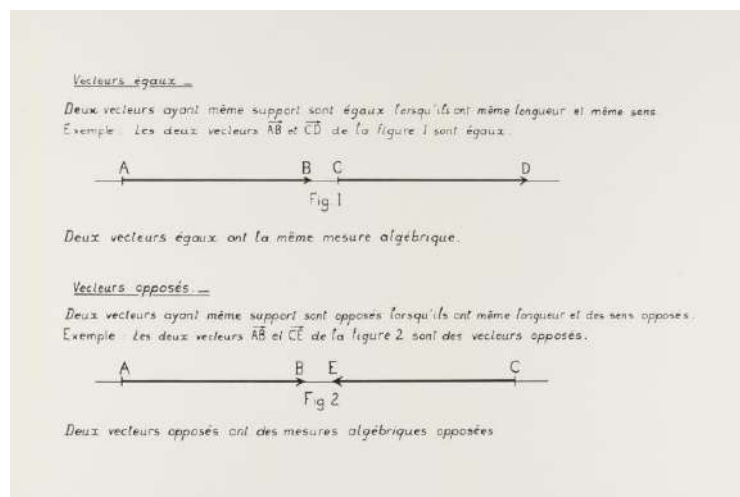 Vecteurs égaux _
Deux vecteurs ayant même support sont égaux lorsqu'ils ont même longueur et même sens
Exemple . Les deux vecteurs AB et CD de la figure 1 sont égaux.
A B C D
Fig 1
Deux vecteurs égaux ont la même mesure algébrique.
Vecteurs opposés. _
Deux vecteurs ayant même support sont opposés lorsqu'ils ont même longueur et des sens opposés.
Exemple . Les deux vecteurs AB et CE de la figure 2 sont des vecteurs opposés.
A B E C
Fig 2
Deux vecteurs opposés ont des mesures algébriques opposées